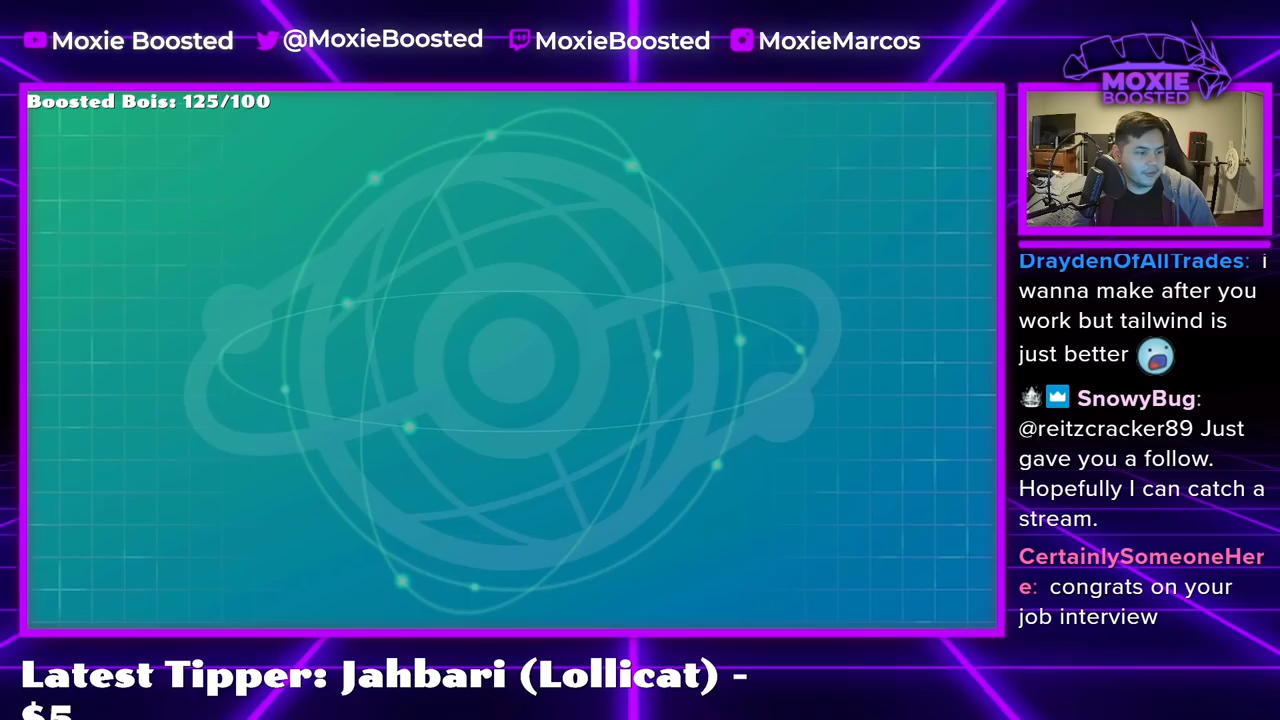 Moxie Boosted @MoxieBoosted MoxieBoosted MoxieMarcos
MOXIE
BOOSTED
Boosted Bois: 125/100
DraydenOfAllTrades: i
wanna make after you
work but tailwind is
just better
SnowyBug:
@reitzcracker89 Just
gave you a follow.
Hopefully I can catch a
stream.
CertainlySomeoneHer
e: congrats on your
job interview
Latest Tipper: Jahbari (Lollicat) -
$5